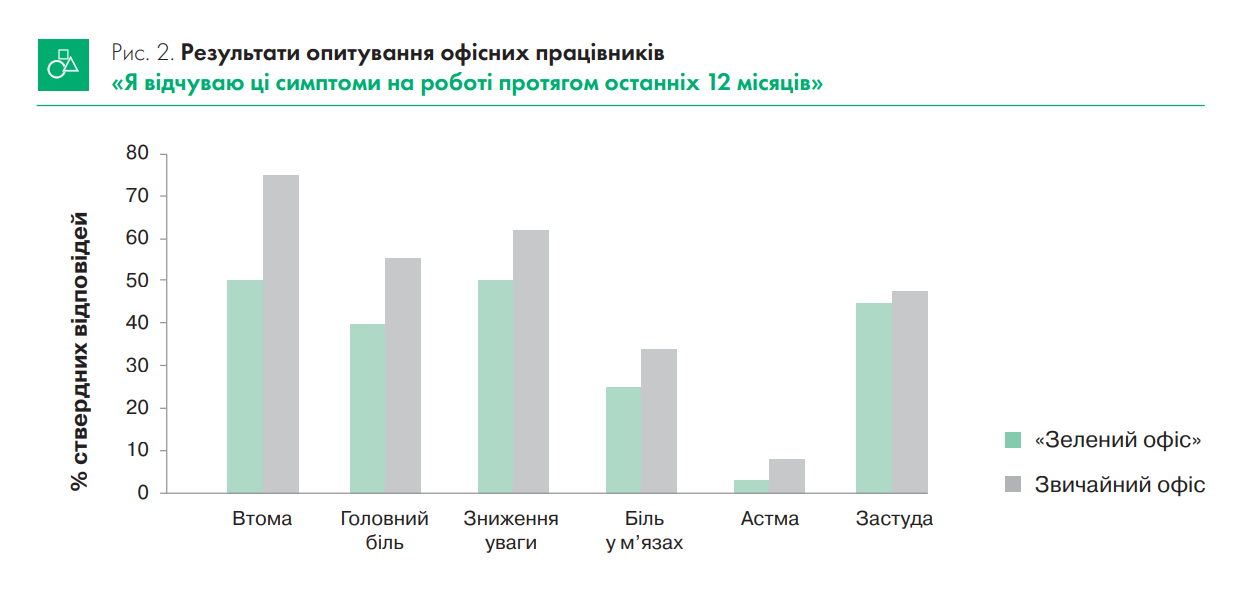 Рис. 2. Результати опитування офісних працівників
«Я відчуваю ці симптоми на роботі протягом останніх 12 місяців»
% ствердних відповідей
80
70
60
50
40
30
20
10
0
Втома
Головний
біль
Зниження
уваги
Біль
у м’язах
Астма
Застуда
«Зелений офіс»
Звичайний офіс